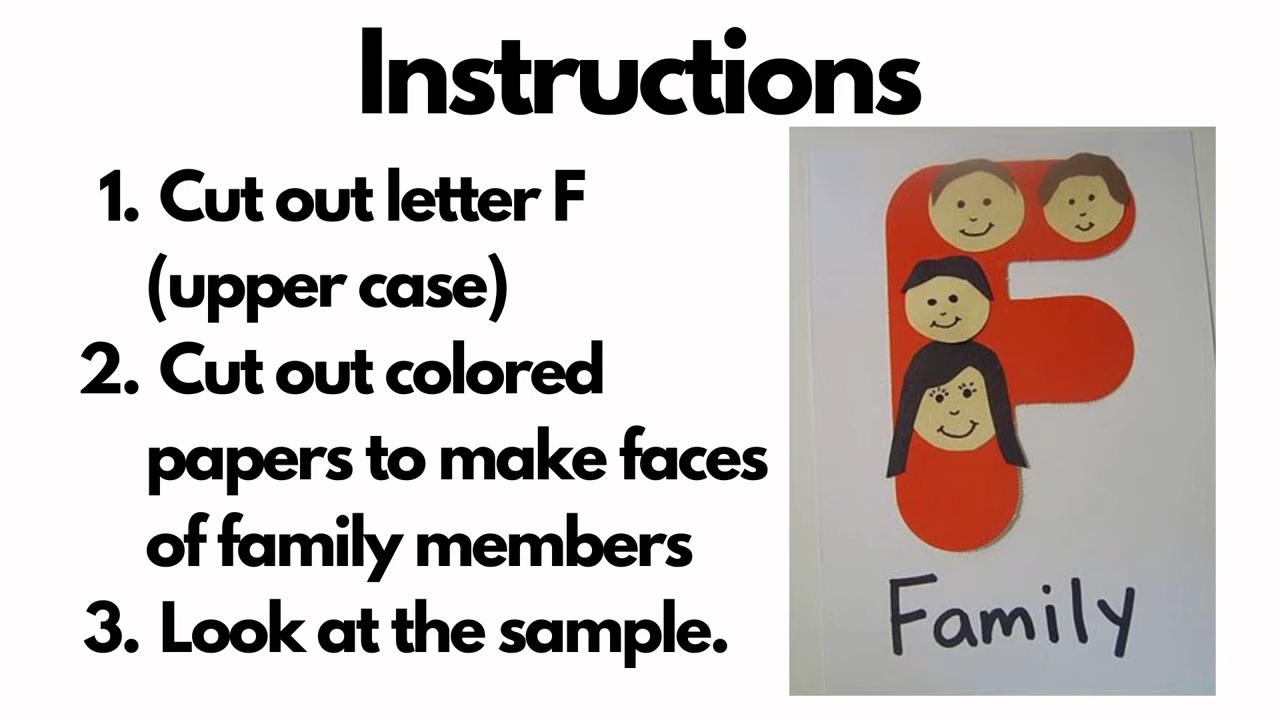 Instructions
1. Cut out letter F
(upper case)
2. Cut out colored
papers to make faces
of family members
3. Look at the sample.
Family